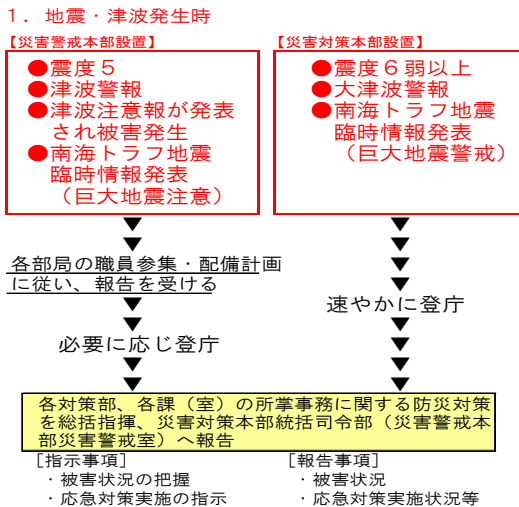 1．地震・津波発生時
【災害警戒本部設置】
●震度５
●津波警報
●津波注意報が発表
され被害発生
●南海トラフ地震
臨時情報発表
（巨大地震注意）
【災害対策本部設置】
●震度６弱以上
●大津波警報
●南海トラフ地震
臨時情報発表
（巨大地震警戒）
▼
▼
各部局の職員参集・配備計画
に従い、報告を受ける
▼
▼
必要に応じ登庁
▼
▼
▼
▼
▼
▼
速やかに登庁
▼
▼
▼
各対策部、各課（室）の所掌事務に関する防災対策
を総括指揮、災害対策本部統括司令部（災害警戒本
部災害警戒室）へ報告
［指示事項］
・被害状況の把握
・応急対策実施の指示
［報告事項］
・被害状況
・応急対策実施状況等